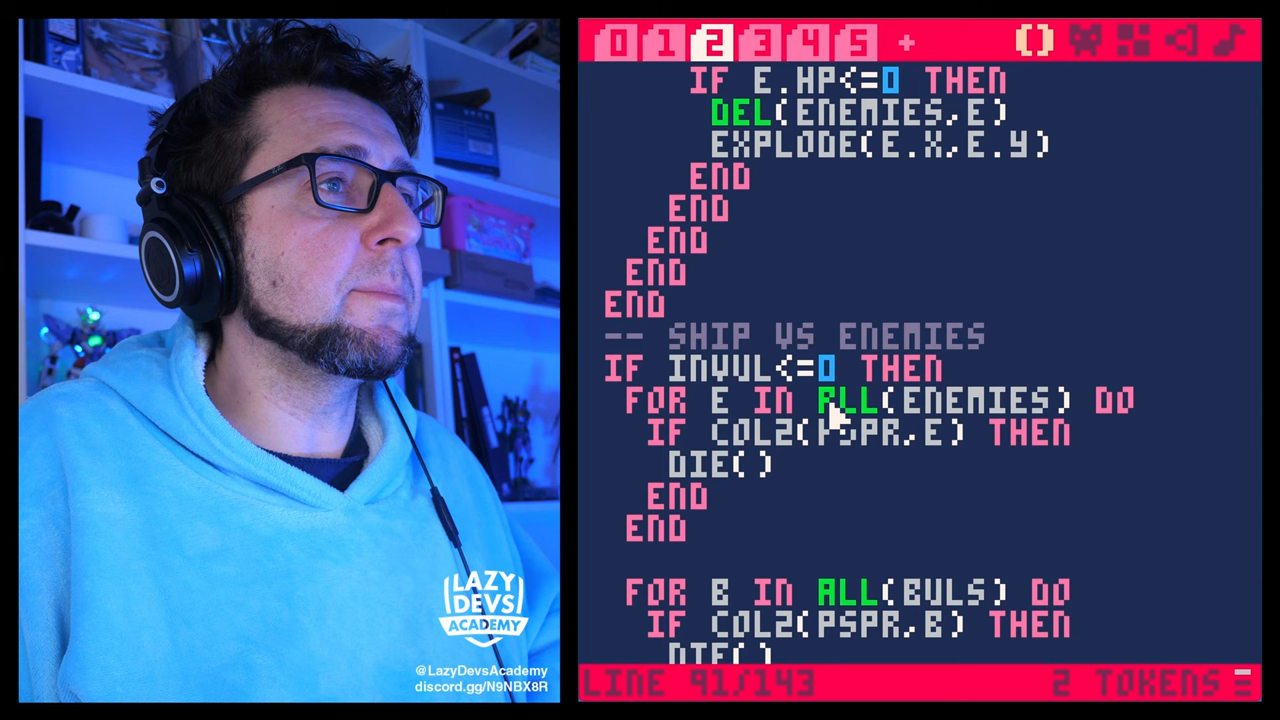 0 1 2 3 4 5 +
IF E.HP<=0 THEN
DEL(ENEMIES,E)
EXPLODE(E.X,E.Y)
END
END
END
END
END
-- SHIP VS ENEMIES
IF INVUL<=0 THEN
FOR E IN ALL(ENEMIES) DO
IF COL2(PSPR,E) THEN
DIE()
END
END
FOR B IN ALL(BULS) DO
IF COL2(PSPR,B) THEN
DIE()
LINE 91/143 2 TOKENS
LAZY
DEVS
ACADEMY
@LazyDevsAcademy
discord.gg/N9NBX8R